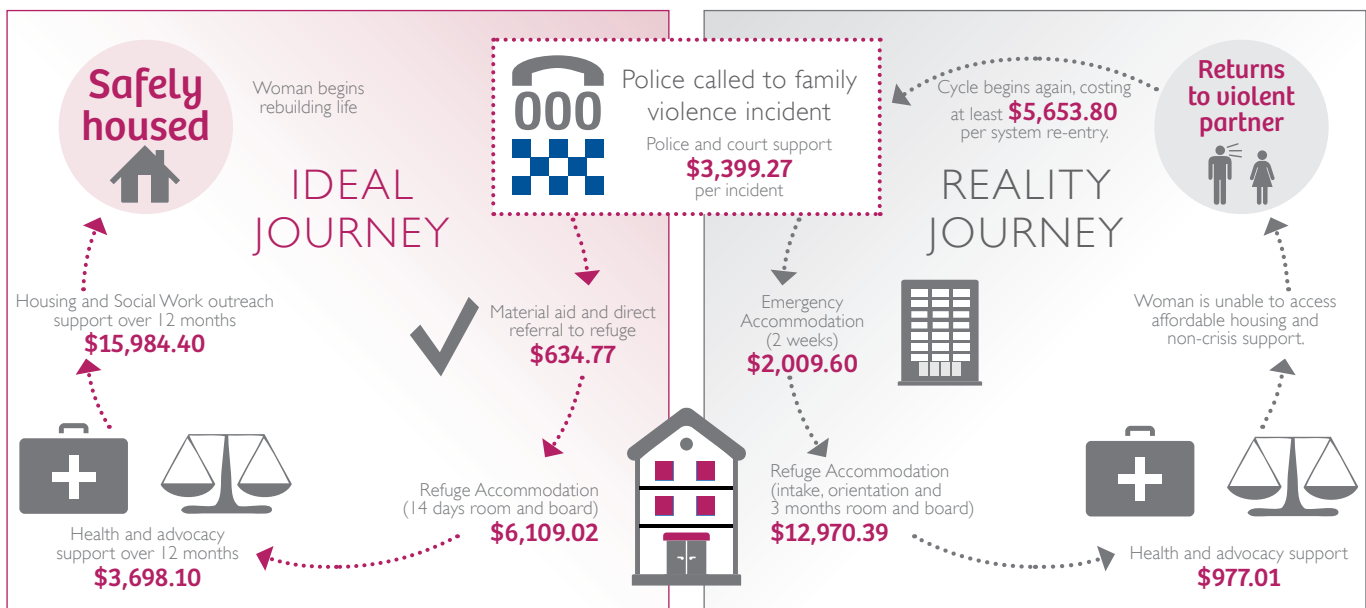 Safely
housed
Woman begins
rebuilding life
IDEAL
JOURNEY
000
Police called to family
violence incident
Police and court support
$3,399.27
per incident
Material aid and direct
referral to refuge
$634.77
Refuge Accommodation
(14 days room and board)
$6,109.02
Health and advocacy
support over 12 months
$3,698.10
Housing and Social Work outreach
support over 12 months
$15,984.40
REALITY
JOURNEY
Emergency
Accommodation
(2 weeks)
$2,009.60
Refuge Accommodation
(intake, orientation and
3 months room and board)
$12,970.39
Health and advocacy support
$977.01
Woman is unable to access
affordable housing and
non-crisis support.
Returns
to violent
partner
Cycle begins again, costing
at least $5,653.80
per system re-entry.